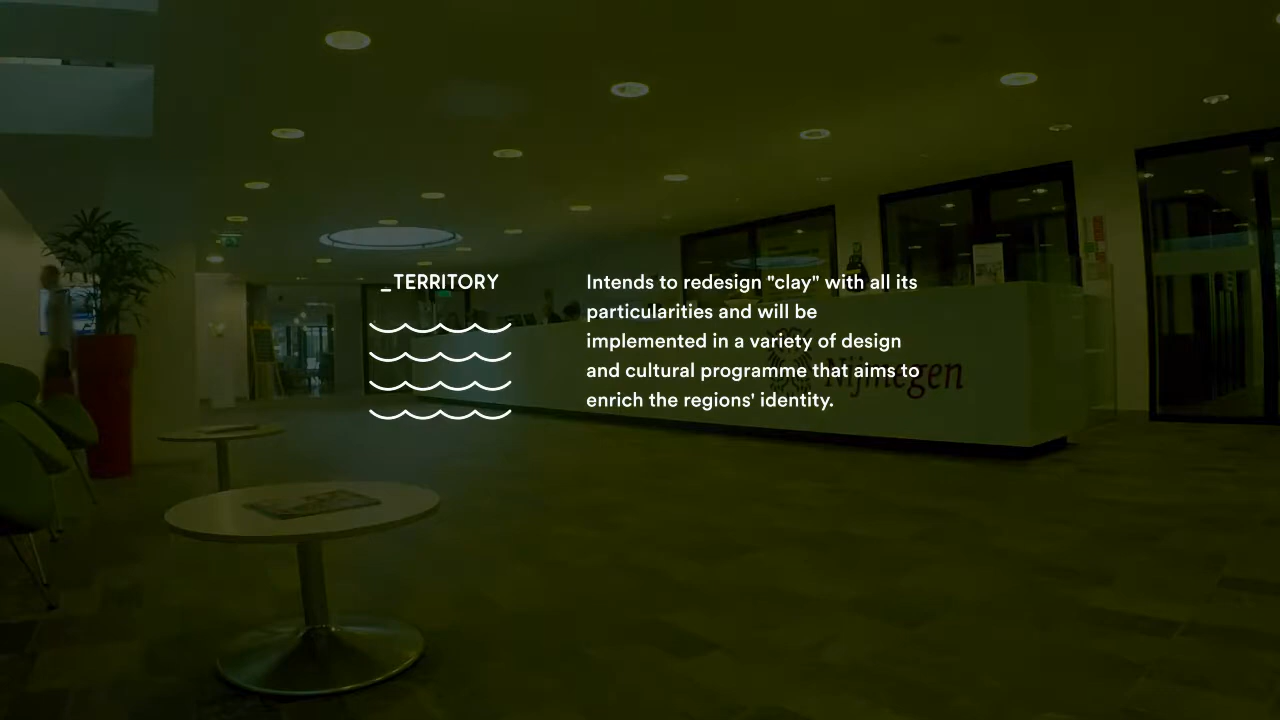 _TERRITORY
Intends to redesign "clay" with all its
particularities and will be
implemented in a variety of design
and cultural programme that aims to
enrich the regions' identity.
Nijmegen